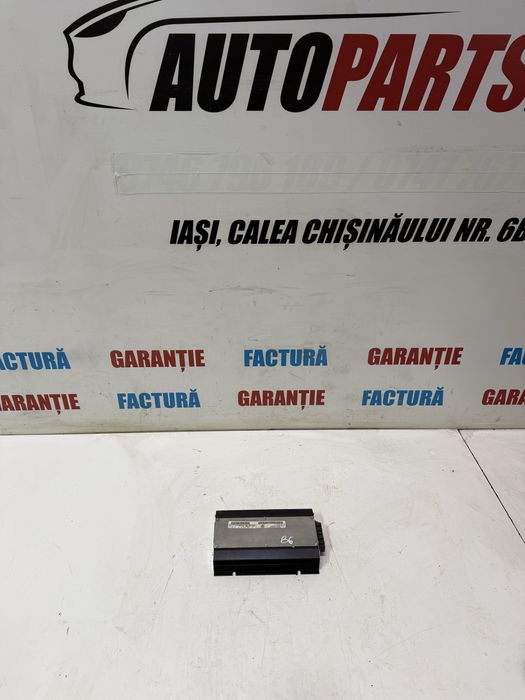 AUTOPARTS
IAȘI, CALEA CHIȘINĂULUI NR. 6B
FACTURĂ GARANȚIE FACTURĂ GARANȚIE
GARANȚIE FACTURĂ GARANȚIE FACTURĂ
B6